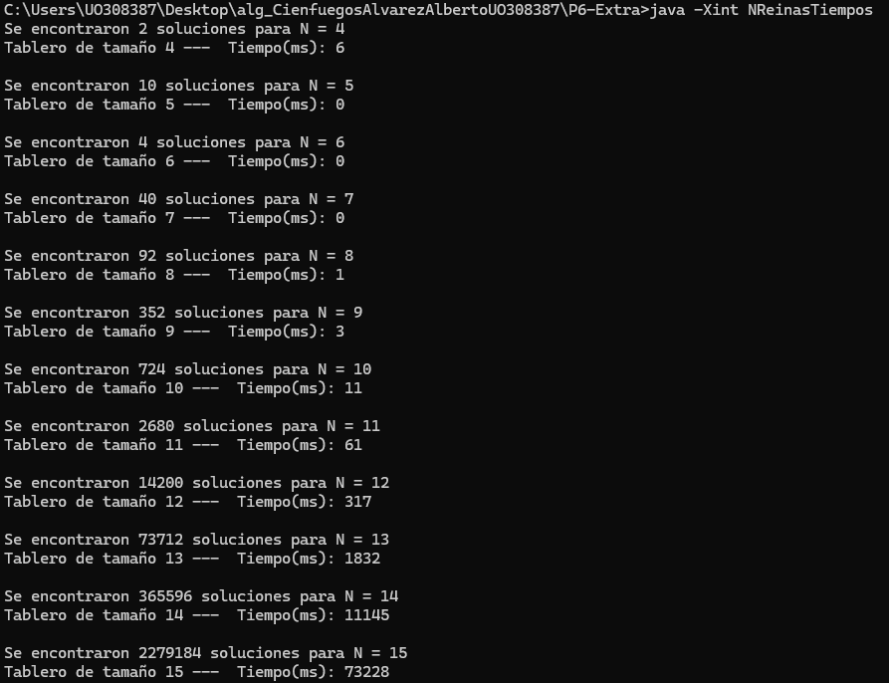 C:\Users\UO308387\Desktop\alg_CienfuegosAlvarezAlbertoUO308387\P6-Extra>java -Xint NReinasTiempos
Se encontraron 2 soluciones para N = 4
Tablero de tamaño 4 ---  Tiempo(ms): 6
Se encontraron 10 soluciones para N = 5
Tablero de tamaño 5 ---  Tiempo(ms): 0
Se encontraron 4 soluciones para N = 6
Tablero de tamaño 6 ---  Tiempo(ms): 0
Se encontraron 40 soluciones para N = 7
Tablero de tamaño 7 ---  Tiempo(ms): 0
Se encontraron 92 soluciones para N = 8
Tablero de tamaño 8 ---  Tiempo(ms): 1
Se encontraron 352 soluciones para N = 9
Tablero de tamaño 9 ---  Tiempo(ms): 3
Se encontraron 724 soluciones para N = 10
Tablero de tamaño 10 ---  Tiempo(ms): 11
Se encontraron 2680 soluciones para N = 11
Tablero de tamaño 11 ---  Tiempo(ms): 61
Se encontraron 14200 soluciones para N = 12
Tablero de tamaño 12 ---  Tiempo(ms): 317
Se encontraron 73712 soluciones para N = 13
Tablero de tamaño 13 ---  Tiempo(ms): 1832
Se encontraron 365596 soluciones para N = 14
Tablero de tamaño 14 ---  Tiempo(ms): 11145
Se encontraron 2279184 soluciones para N = 15
Tablero de tamaño 15 ---  Tiempo(ms): 73228